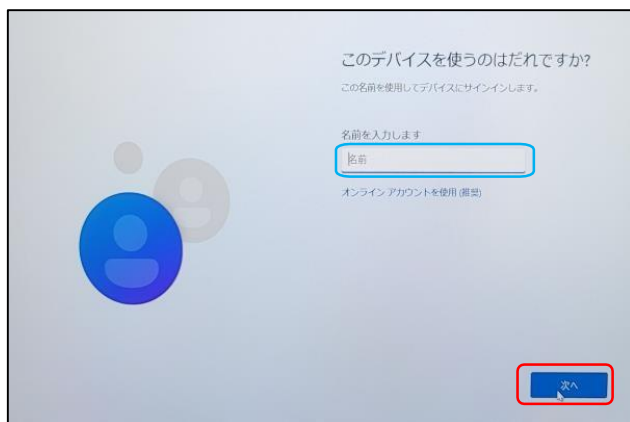 このデバイスを使うのはだれですか?
この名前を使用してデバイスにサインインします。
名前を入力します
名前
オンライン アカウントを使用 (推奨)
次へ